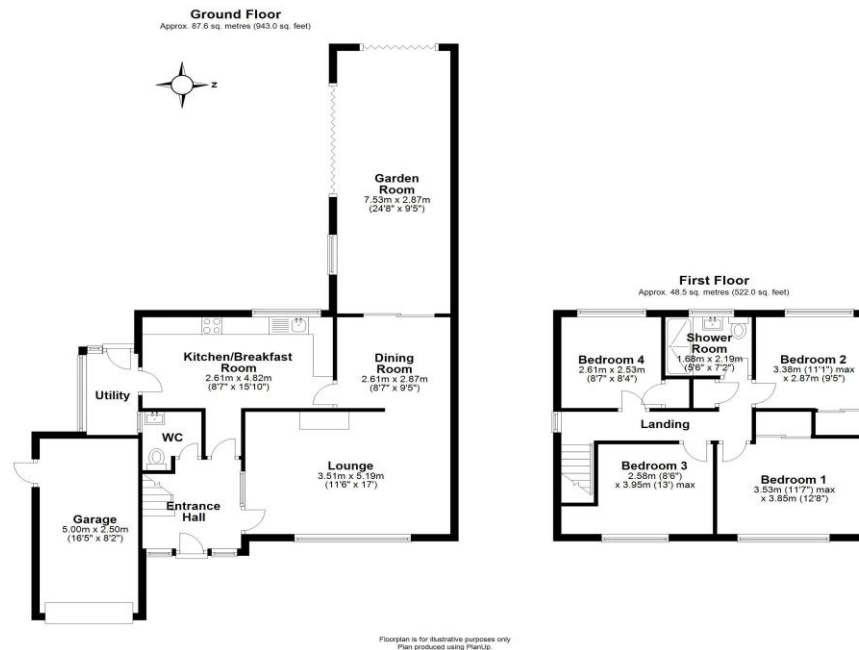 Ground Floor
Approx. 87.6 sq. metres (943.0 sq. feet)
N
Garden
Room
7.53m x 2.87m
(24'8" x 9'5")
Kitchen/Breakfast
Room
2.61m x 4.82m
(8'7" x 15'10")
Dining
Room
2.61m x 2.87m
(8'7" x 9'5")
Utility
WC
Lounge
3.51m x 5.19m
(11'6" x 17')
Entrance
Hall
Garage
5.00m x 2.50m
(16'5" x 8'2")
First Floor
Approx. 48.5 sq. metres (522.0 sq. feet)
Bedroom 4
2.61m x 2.53m
(8'7" x 8'4")
Shower
Room
1.68m x 2.19m
(5'6" x 7'2")
Bedroom 2
3.38m (11'1") max
x 2.87m (9'5")
Landing
Bedroom 3
2.58m (8'6")
x 3.95m (13') max
Bedroom 1
3.53m (11'7") max
x 3.85m (12'8")
Floorplan is for illustrative purposes only
Plan produced using PlanUp.